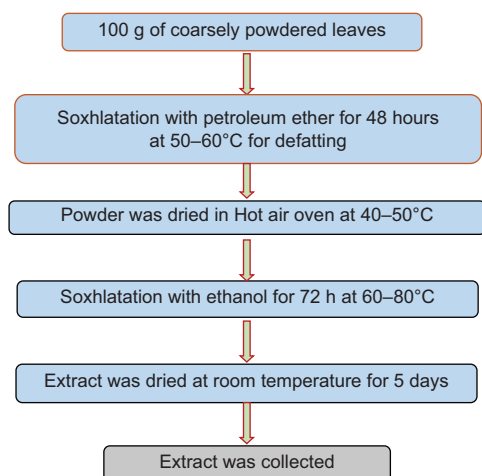 100 g of coarsely powdered leaves
Soxhlatation with petroleum ether for 48 hours
at 50–60°C for defatting
Powder was dried in Hot air oven at 40–50°C
Soxhlatation with ethanol for 72 h at 60–80°C
Extract was dried at room temperature for 5 days
Extract was collected